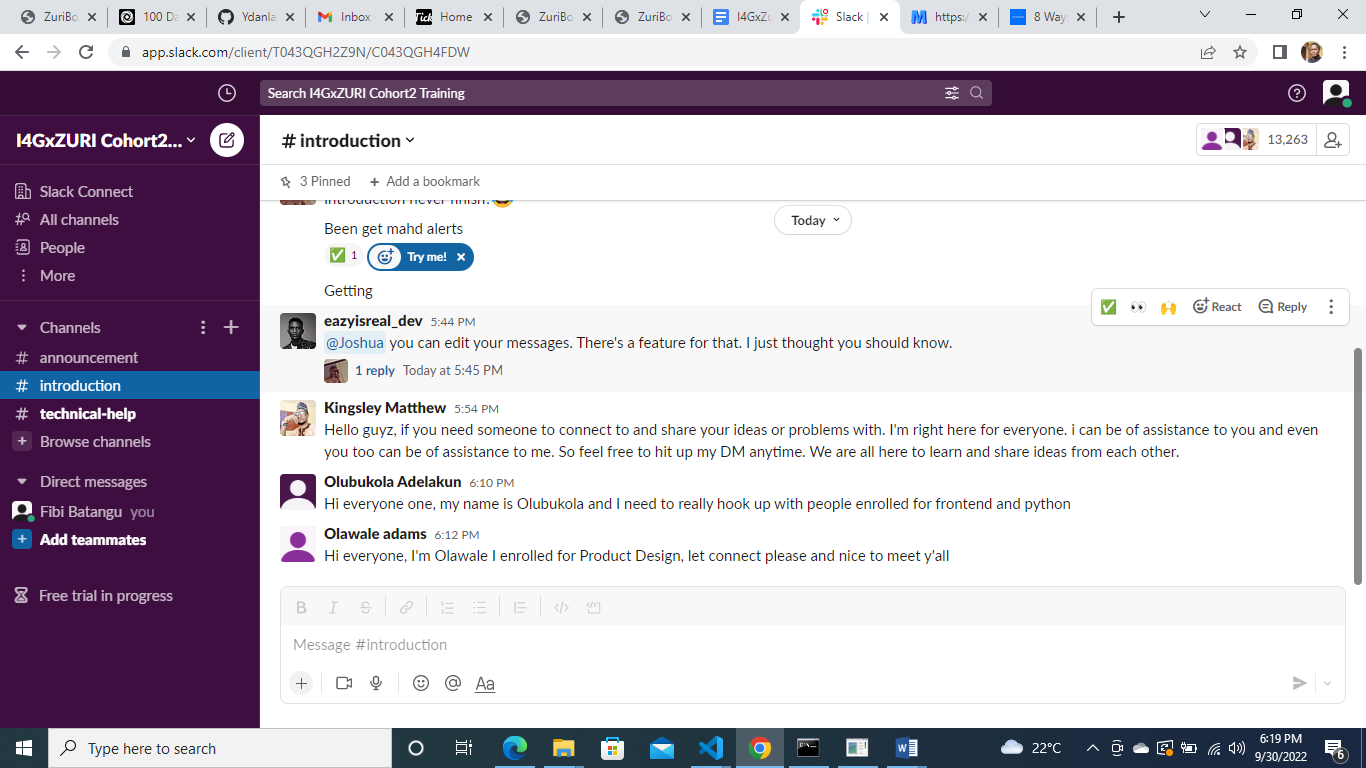 ZuriBo
100 Da
Ydanla
Inbox
Tick
Home
ZuriBo
ZuriBo
I4GxZu
Slack |
https:/
8 Way
app.slack.com/client/T043QGH2Z9N/C043QGH4FDW
Search I4GxZURI Cohort2 Training
I4GxZURI Cohort2...
# introduction
13,263
3 Pinned
+ Add a bookmark
Slack Connect
All channels
People
More
Channels
# announcement
# introduction
# technical-help
+ Browse channels
Direct messages
Fibi Batangu you
+ Add teammates
Free trial in progress
Introduction never finish!
Today
Been get mahd alerts
✅ 1 Try me! ×
Getting
✅ 👀 🙌 React Reply
eazyisreal_dev 5:44 PM
@Joshua you can edit your messages. There's a feature for that. I just thought you should know.
1 reply Today at 5:45 PM
Kingsley Matthew 5:54 PM
Hello guyz, if you need someone to connect to and share your ideas or problems with. I'm right here for everyone. i can be of assistance to you and even
you too can be of assistance to me. So feel free to hit up my DM anytime. We are all here to learn and share ideas from each other.
Olubukola Adelakun 6:10 PM
Hi everyone one, my name is Olubukola and I need to really hook up with people enrolled for frontend and python
Olawale adams 6:12 PM
Hi everyone, I'm Olawale I enrolled for Product Design, let connect please and nice to meet y'all
B I S
Message #introduction
+ @ Aa
Type here to search
22°C
6:19 PM
9/30/2022
6